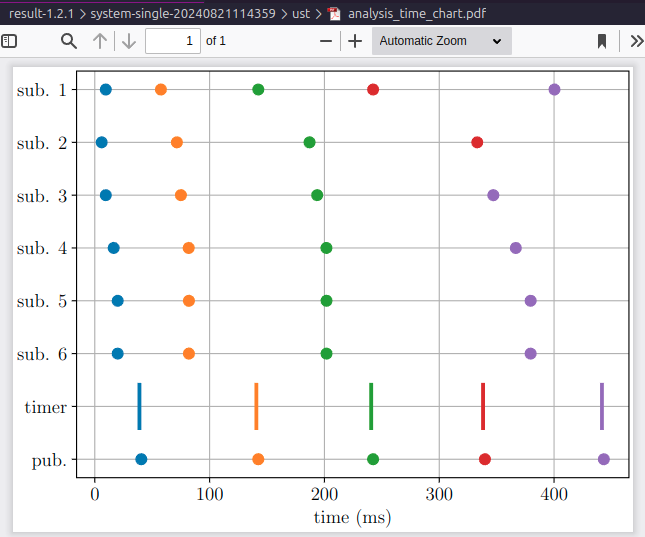 result-1.2.1 > system-single-20240821114359 > ust > analysis_time_chart.pdf
1 of 1 Automatic Zoom
sub. 1
sub. 2
sub. 3
sub. 4
sub. 5
sub. 6
timer
pub.
0 100 200 300 400
time (ms)